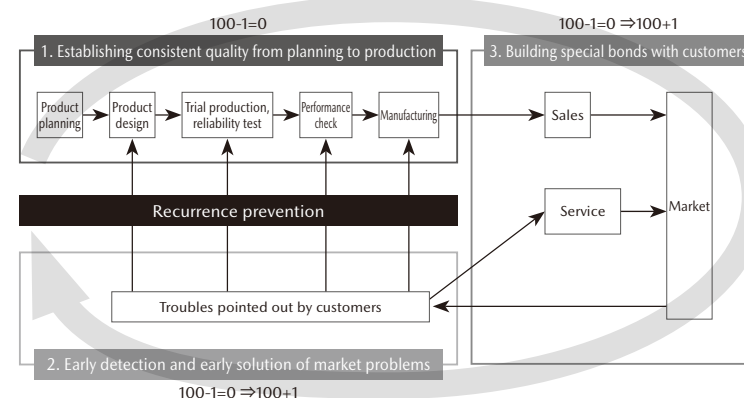 100-1=0
1. Establishing consistent quality from planning to production
Product
planning
Product
design
Trial production,
reliability test
Performance
check
Manufacturing
Recurrence prevention
Troubles pointed out by customers
2. Early detection and early solution of market problems
100-1=0 ⇒100+1
100-1=0 ⇒100+1
3. Building special bonds with customers
Sales
Service
Market